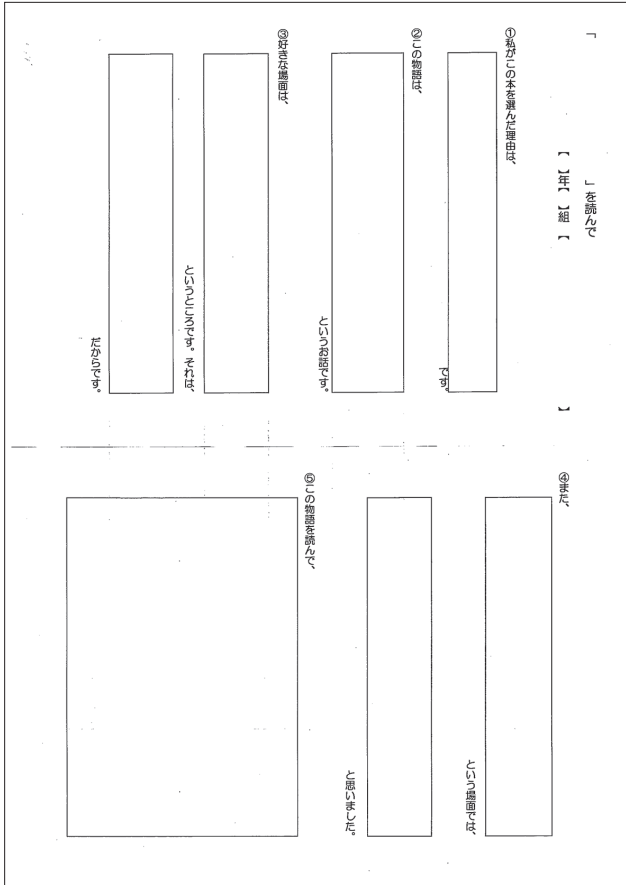 「　　　　　」を読んで
【　】年【　】組【　　　　　】
①私がこの本を選んだ理由は、
です。
②この物語は、
というお話です。
③好きな場面は、
というところです。それは、
だからです。
④また、
という場面では、
と思いました。
⑤この物語を読んで、